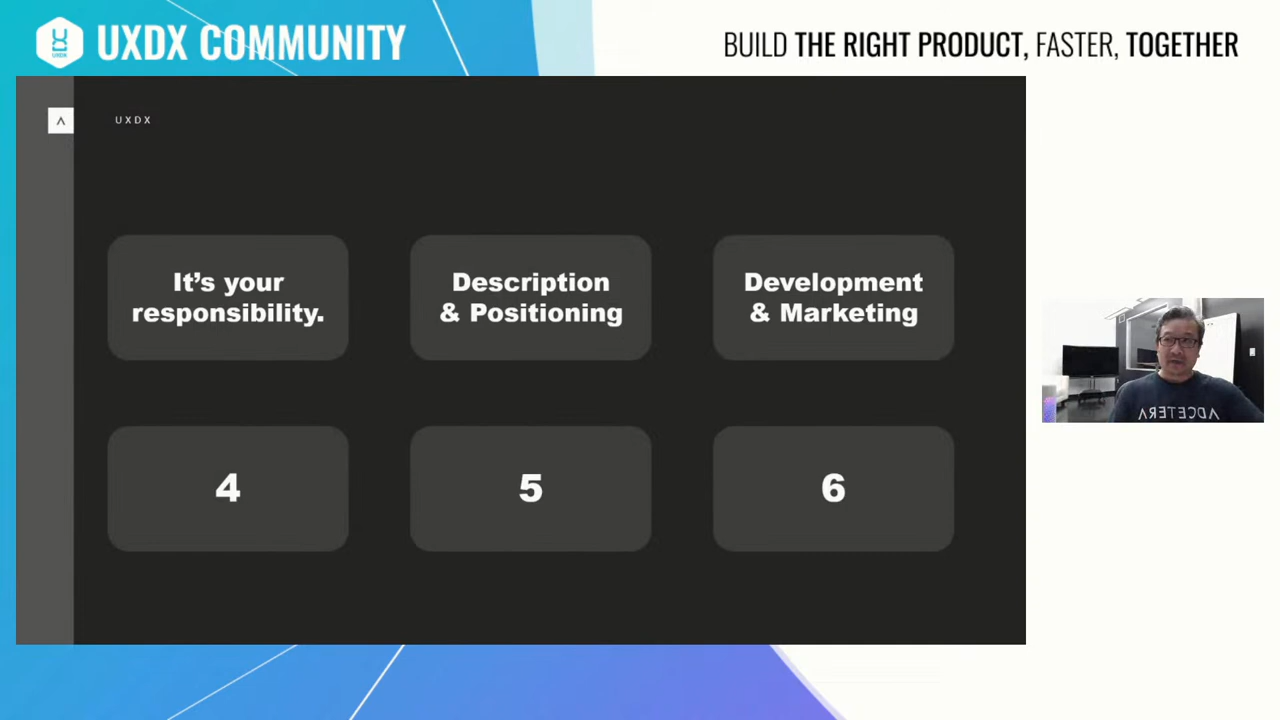 UXDX
UXDX COMMUNITY
BUILD THE RIGHT PRODUCT, FASTER, TOGETHER
UXDX
It's your
responsibility.
Description
& Positioning
Development
& Marketing
4
5
6
ADCETERA